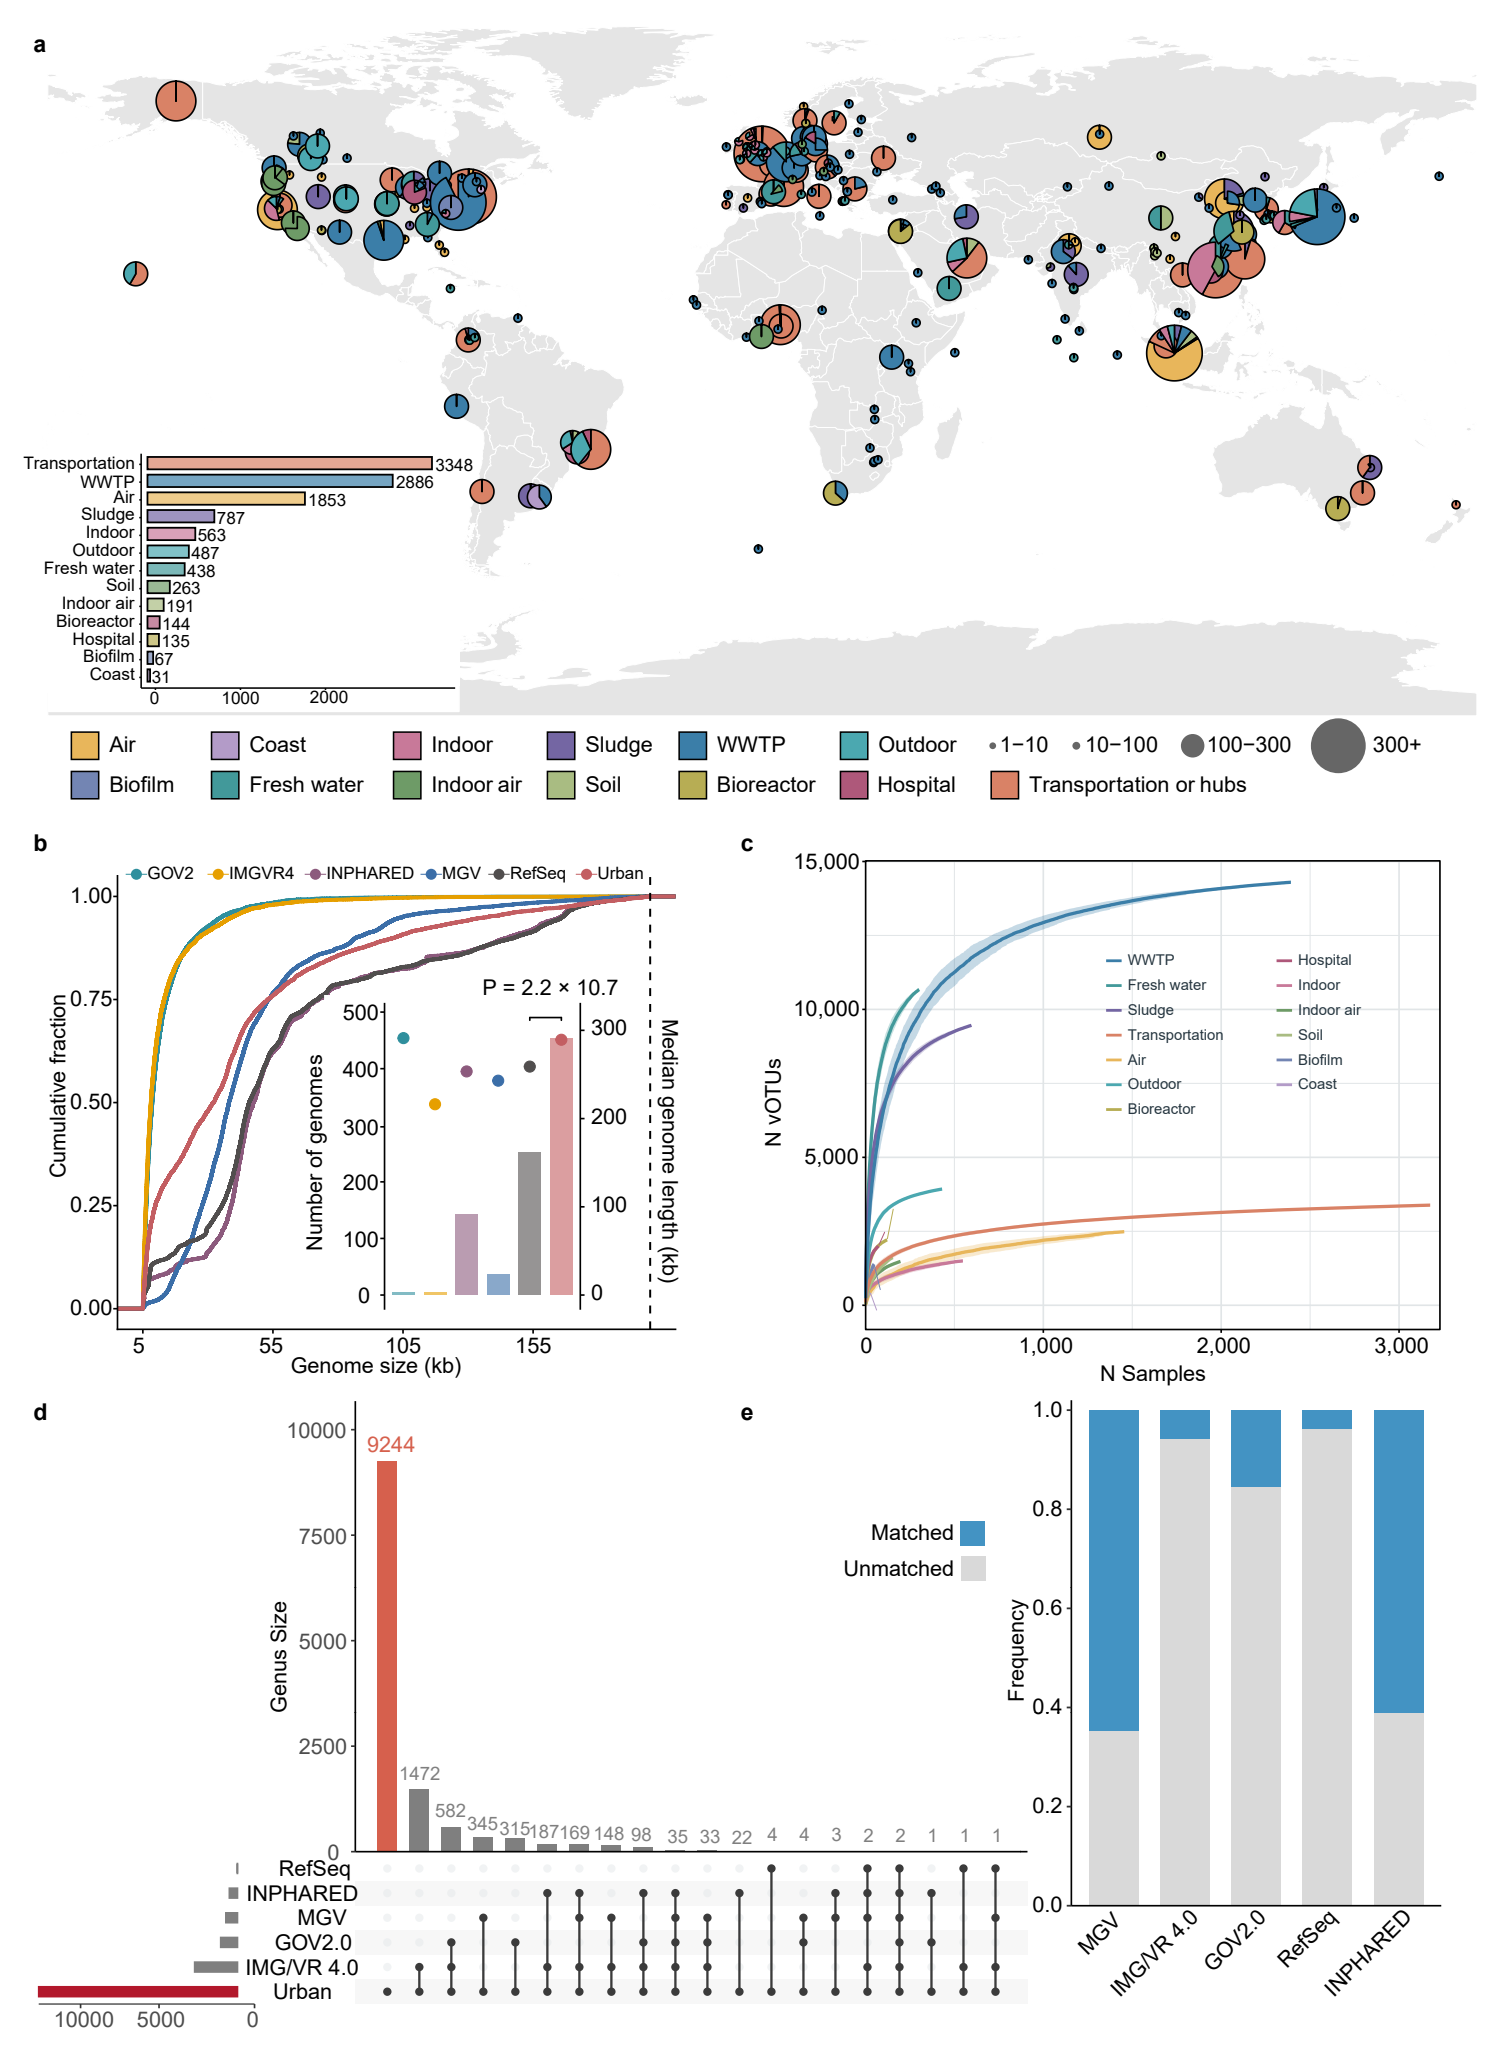 a
Transportation 3348
WWTP 2886
Air 1853
Sludge 787
Indoor 563
Outdoor 487
Fresh water 438
Soil 263
Indoor air 191
Bioreactor 144
Hospital 135
Biofilm 67
Coast 31
0 1000 2000
Air Coast Indoor Sludge WWTP Outdoor 1−10 10−100 100−300 300+
Biofilm Fresh water Indoor air Soil Bioreactor Hospital Transportation or hubs
b
GOV2 IMGVR4 INPHARED MGV RefSeq Urban
Cumulative fraction
1.00
0.75
0.50
0.25
0.00
5 55 105 155
Genome size (kb)
P = 2.2 × 10.7
Number of genomes
500
400
300
200
100
0
300
200
100
0
Median genome length (kb)
c
N vOTUs
15,000
10,000
5,000
0
0 1,000 2,000 3,000
N Samples
WWTP
Fresh water
Sludge
Transportation
Air
Outdoor
Bioreactor
Hospital
Indoor
Indoor air
Soil
Biofilm
Coast
d
Genus Size
10000
7500
5000
2500
0
9244 1472 582 345 315 187 169 148 98 35 33 22 4 4 3 2 2 1 1 1
RefSeq
INPHARED
MGV
GOV2.0
IMG/VR 4.0
Urban
10000 5000 0
e
Matched
Unmatched
Frequency
1.0
0.8
0.6
0.4
0.2
0.0
MGV IMG/VR 4.0 GOV2.0 RefSeq INPHARED